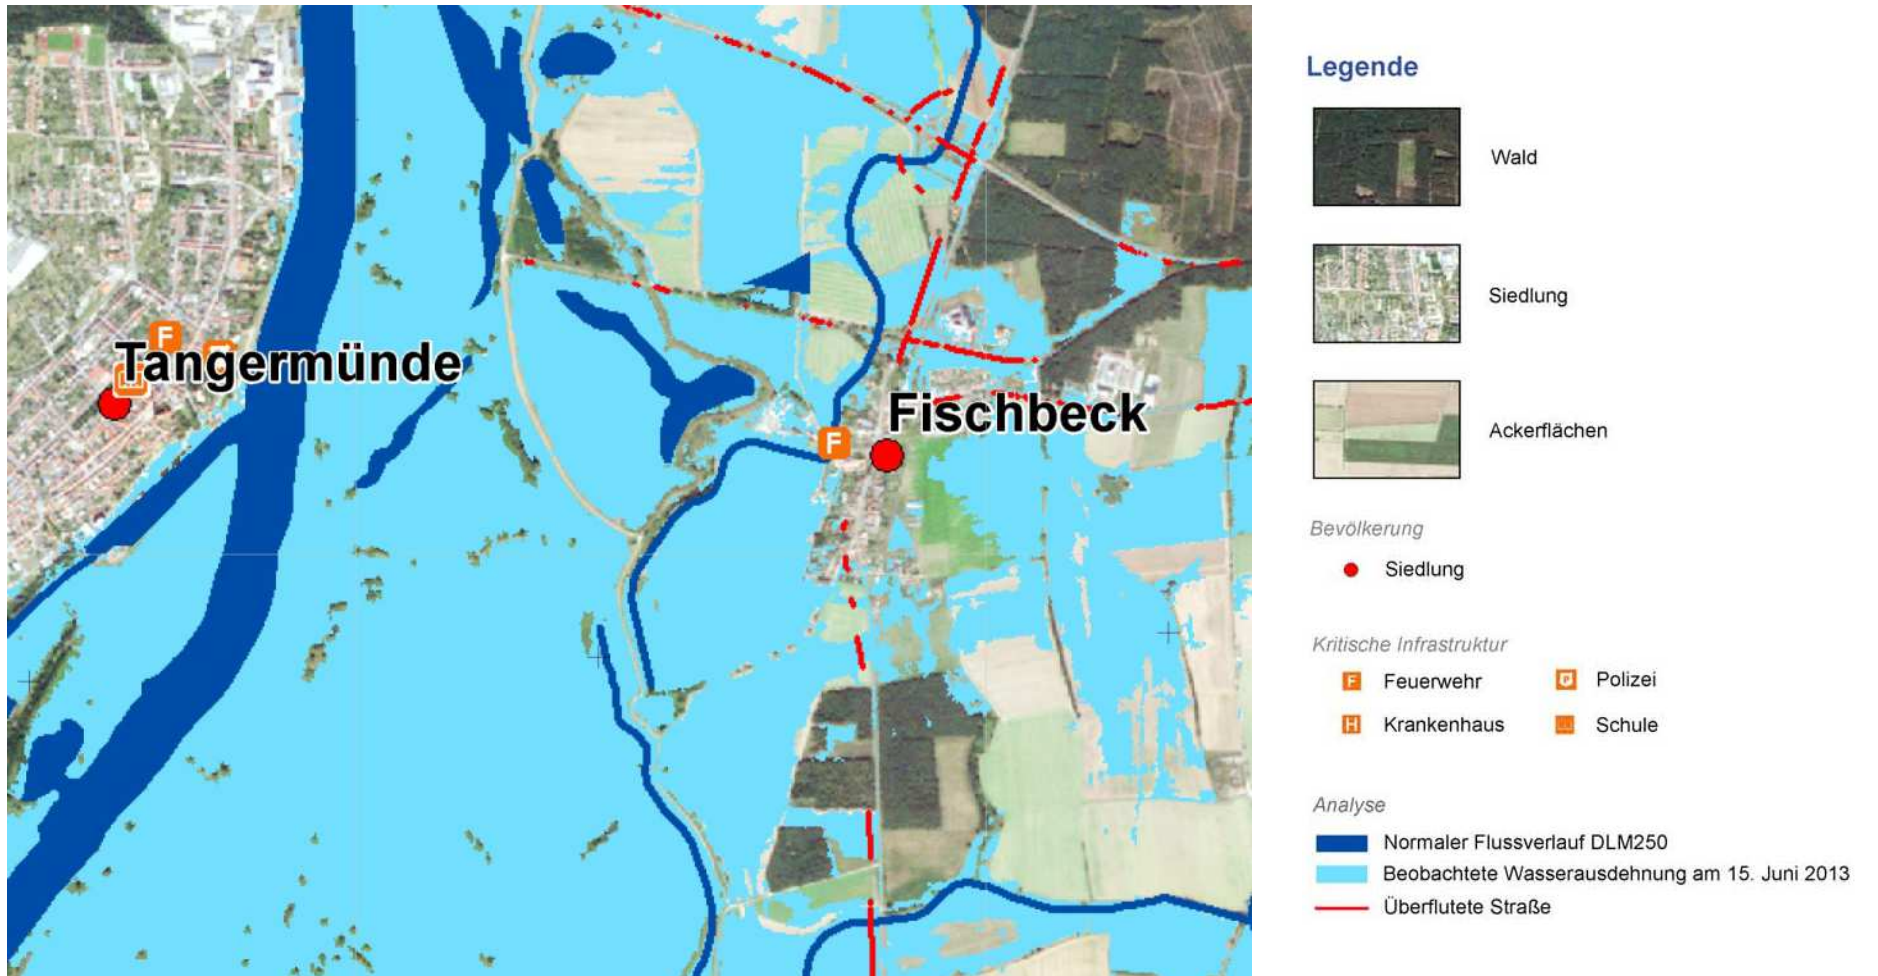 F
Tangermünde
Fischbeck
F
Legende
Wald
Siedlung
Ackerflächen
Bevölkerung
Siedlung
Kritische Infrastruktur
F Feuerwehr
P Polizei
H Krankenhaus
Schule
Analyse
Normaler Flussverlauf DLM250
Beobachtete Wasserausdehnung am 15. Juni 2013
Überflutete Straße